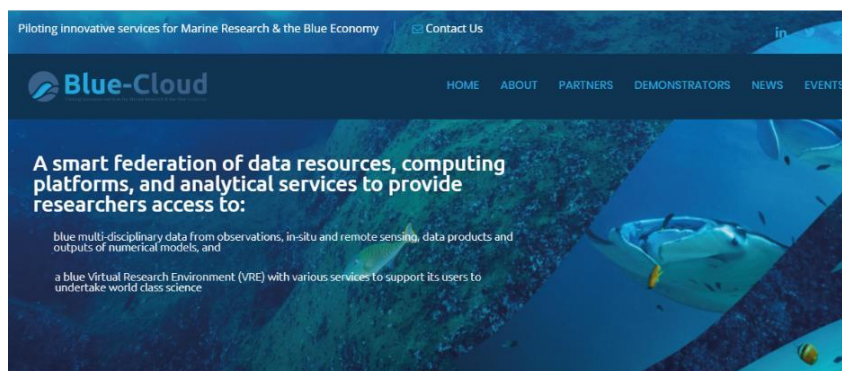 Piloting innovative services for Marine Research & the Blue Economy
Contact Us
in
Blue-Cloud
HOME ABOUT PARTNERS DEMONSTRATORS NEWS EVENTS
A smart federation of data resources, computing
platforms, and analytical services to provide
researchers access to:
blue multi-disciplinary data from observations, in-situ and remote sensing, data products and
outputs of numerical models, and
a blue Virtual Research Environment (VRE) with various services to support its users to
undertake world class science